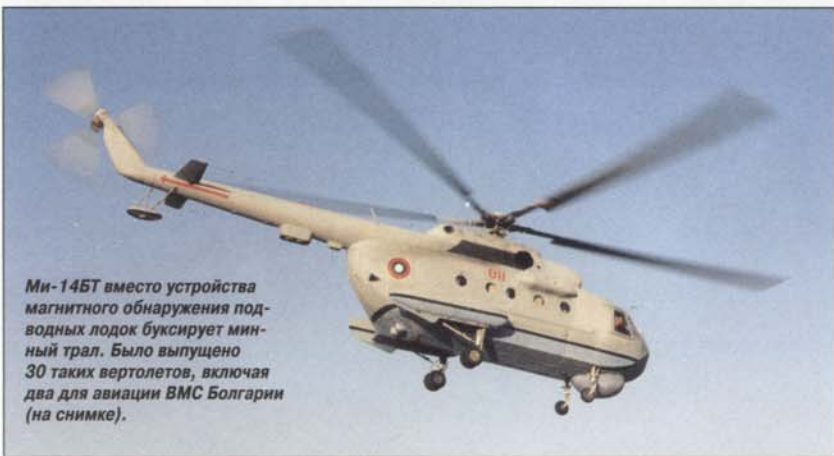 011
Ми-14БТ вместо устройства
магнитного обнаружения под-
водных лодок буксирует мин-
ный трал. Было выпущено
30 таких вертолетов, включая
два для авиации ВМС Болгарии
(на снимке).